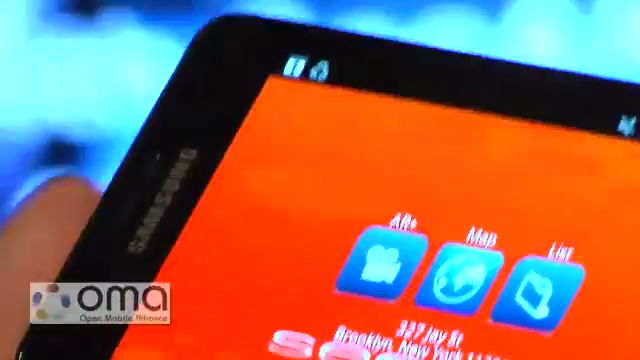 SAMSUNG
AR+ Map List
327 Jay St
Brooklyn, New York
oma
Open Mobile Alliance